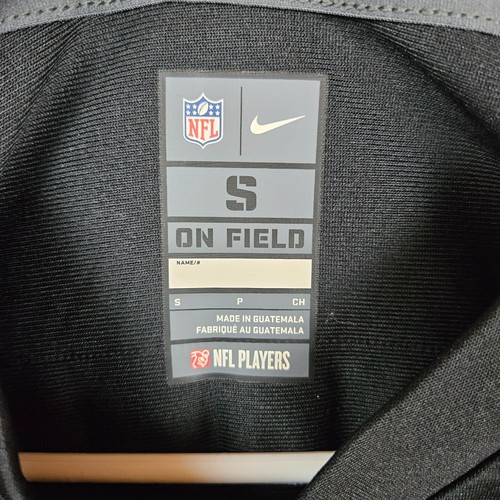 NFL
S
ON FIELD
NAME/#
S P CH
MADE IN GUATEMALA
FABRIQUÉ AU GUATEMALA
NFL PLAYERS